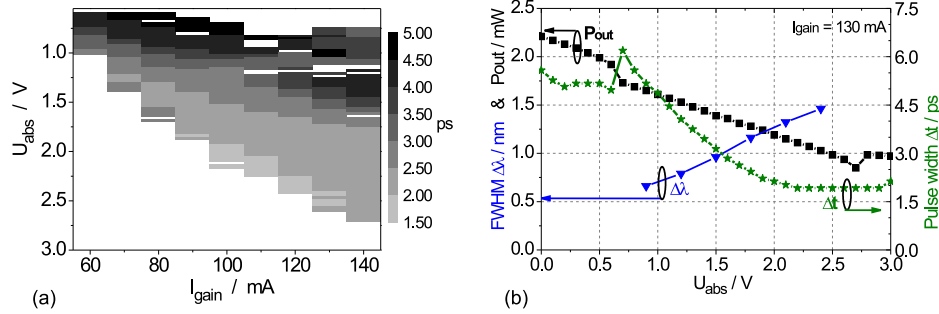 1.0
1.5
2.0
2.5
3.0
U_abs / V
60 80 100 120 140
I_gain / mA
(a)
5.00
4.50
4.00
3.50
3.00
2.50
2.00
1.50
ps
2.5
2.0
1.5
1.0
0.5
0.0
FWHM Δλ / nm & Pout / mW
Pout
I_gain = 130 mA
Δλ
Δt
0.0 0.5 1.0 1.5 2.0 2.5 3.0
U_abs / V
7.5
6.0
4.5
3.0
1.5
0.0
Pulse width Δt / ps
(b)